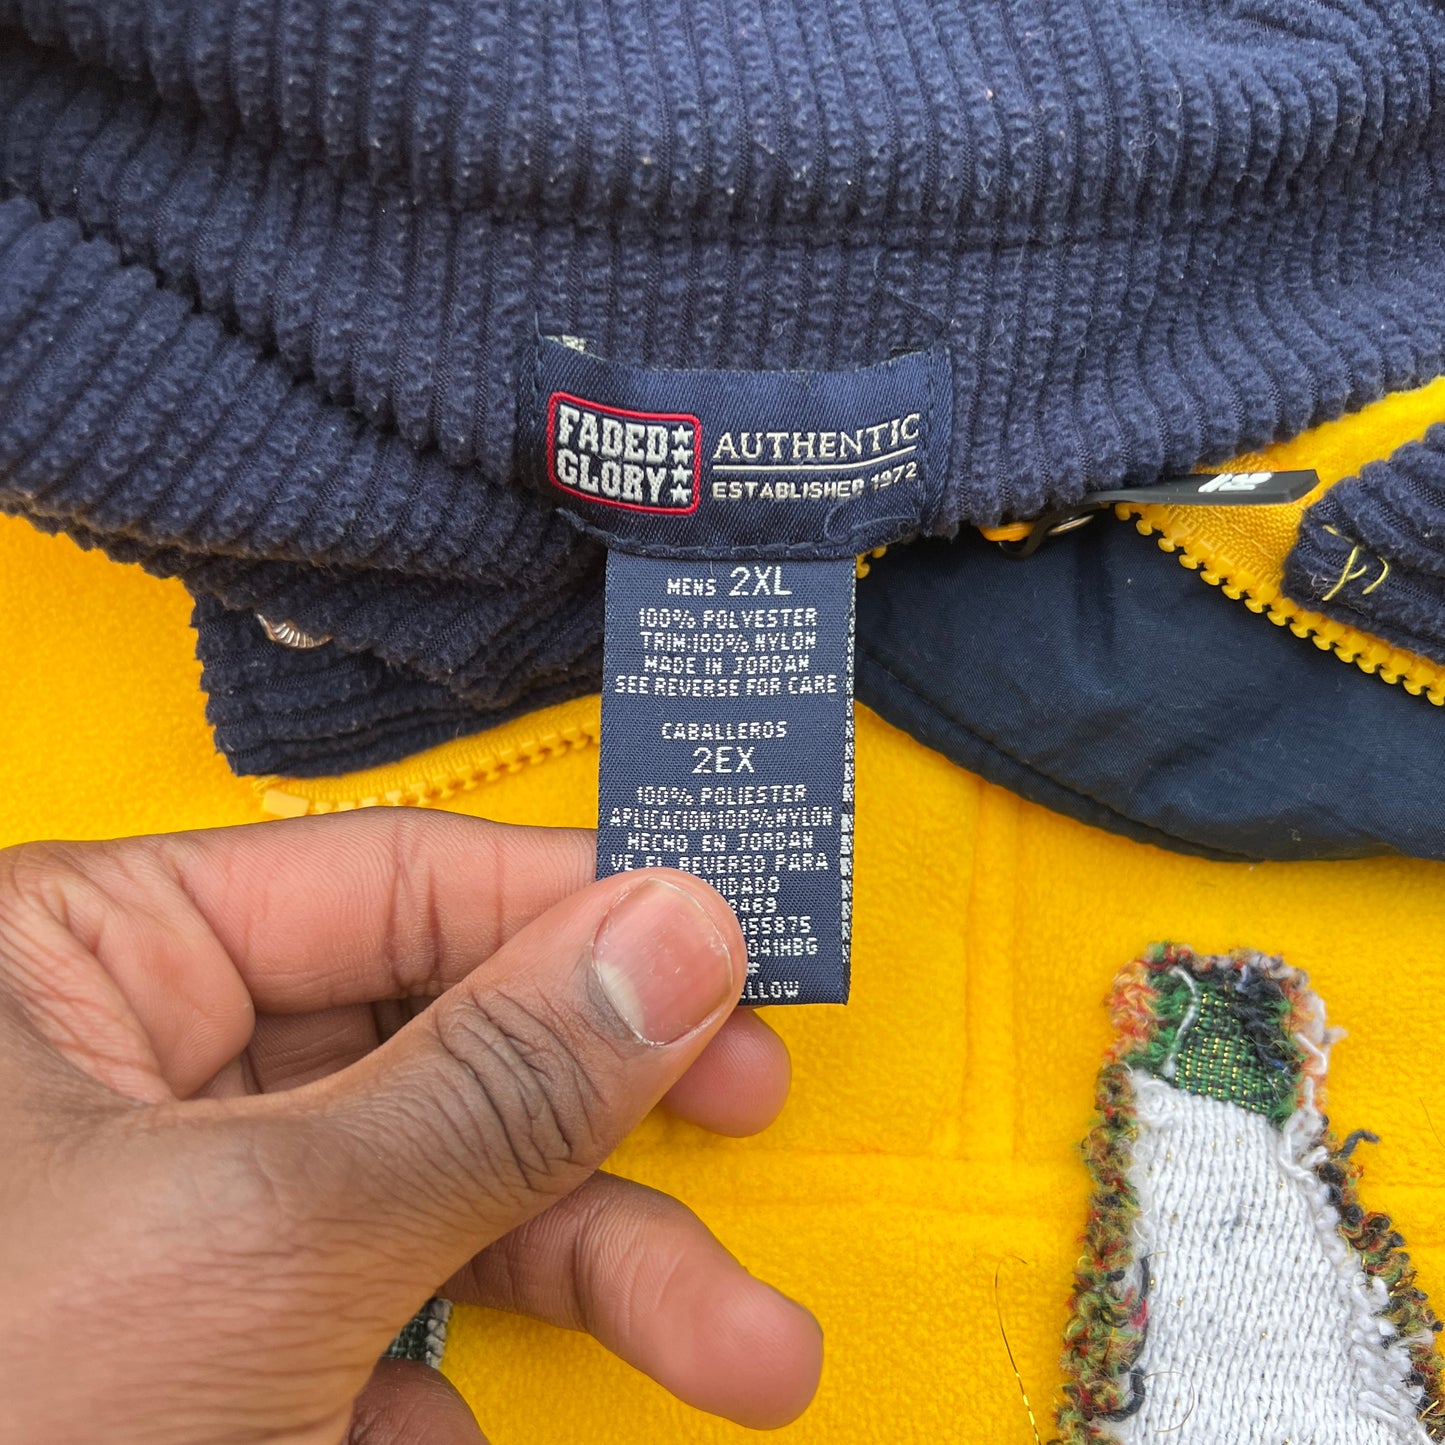 FADED
GLORY
AUTHENTIC
ESTABLISHED 1972
MENS 2XL
100% POLYESTER
TRIM:100% NYLON
MADE IN JORDAN
SEE REVERSE FOR CARE
CABALLEROS
2EX
100% POLIESTER
APLICACION:100% NYLON
HECHO EN JORDAN
VE EL REVERSO PARA